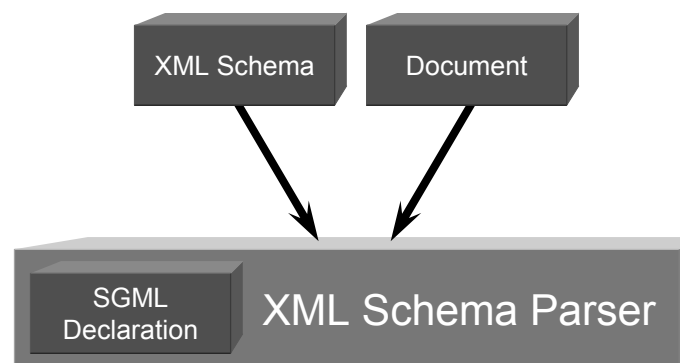 XML Schema
Document
SGML
Declaration
XML Schema Parser